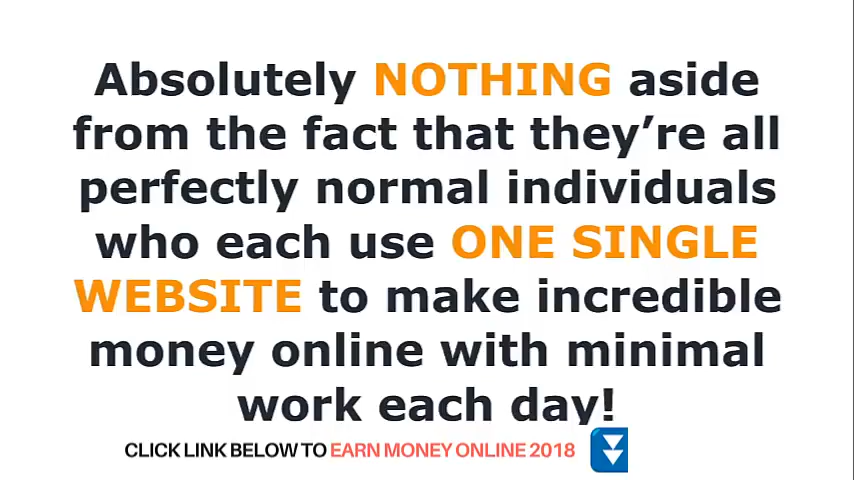 Absolutely NOTHING aside
from the fact that they’re all
perfectly normal individuals
who each use ONE SINGLE
WEBSITE to make incredible
money online with minimal
work each day!
CLICK LINK BELOW TO EARN MONEY ONLINE 2018